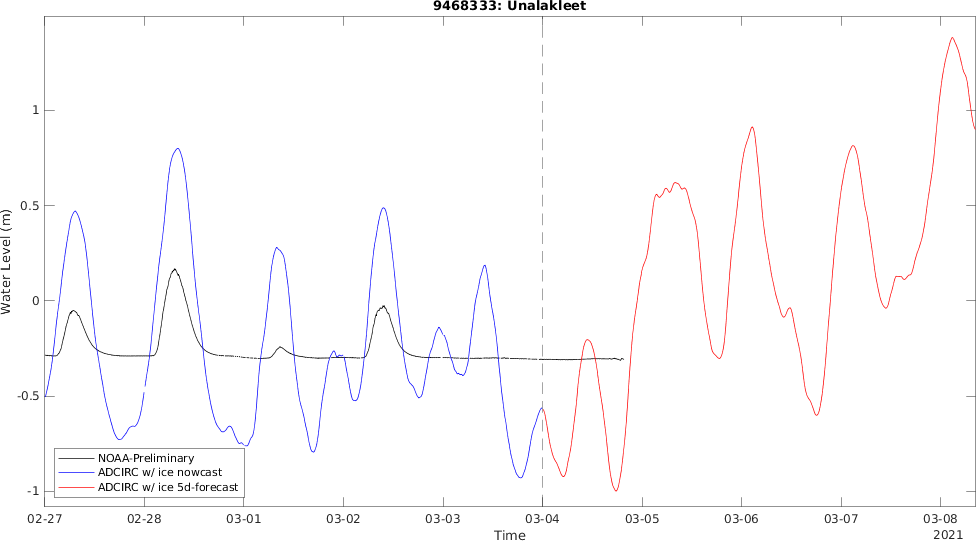 9468333: Unalakleet
Water Level (m)
1
0.5
0
-0.5
-1
NOAA-Preliminary
ADCIRC w/ ice nowcast
ADCIRC w/ ice 5d-forecast
02-27 02-28 03-01 03-02 03-03 03-04 03-05 03-06 03-07 03-08
Time
2021